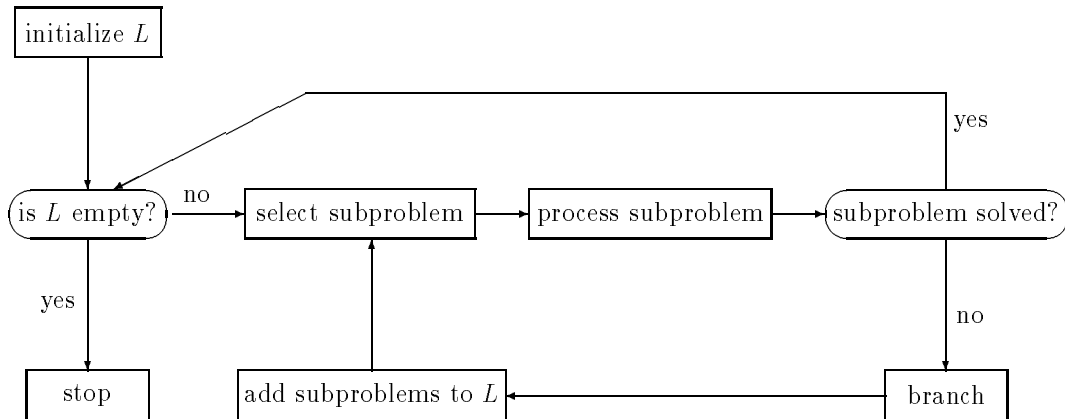 initialize L
yes
is L empty?
no
select subproblem
process subproblem
subproblem solved?
yes
no
stop
add subproblems to L
branch